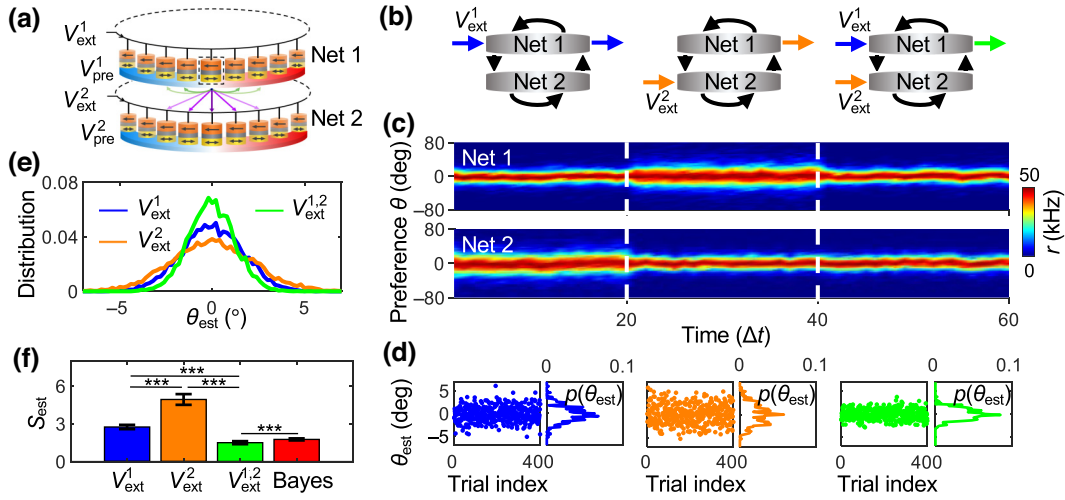 (a)
V¹ext
Net 1
V¹pre
V²ext
Net 2
V²pre
(b)
V¹ext
Net 1
Net 2
Net 1
Net 2
V²ext
V¹ext
Net 1
Net 2
V²ext
(c)
Preference θ (deg)
80
0
−80
Net 1
80
0
−80
Net 2
20
40
60
Time (Δt)
50
0
r (kHz)
(e)
Distribution
0.08
0.04
0
V¹ext
V²ext
V¹,²ext
−5
0
5
θest (°)
(f)
Sest
6
3
0
***
***
***
***
V¹ext
V²ext
V¹,²ext
Bayes
(d)
θest (deg)
5
0
−5
0
0.1
p(θest)
0
400
Trial index
0
0.1
p(θest)
0
400
Trial index
0
0.1
p(θest)
0
400
Trial index